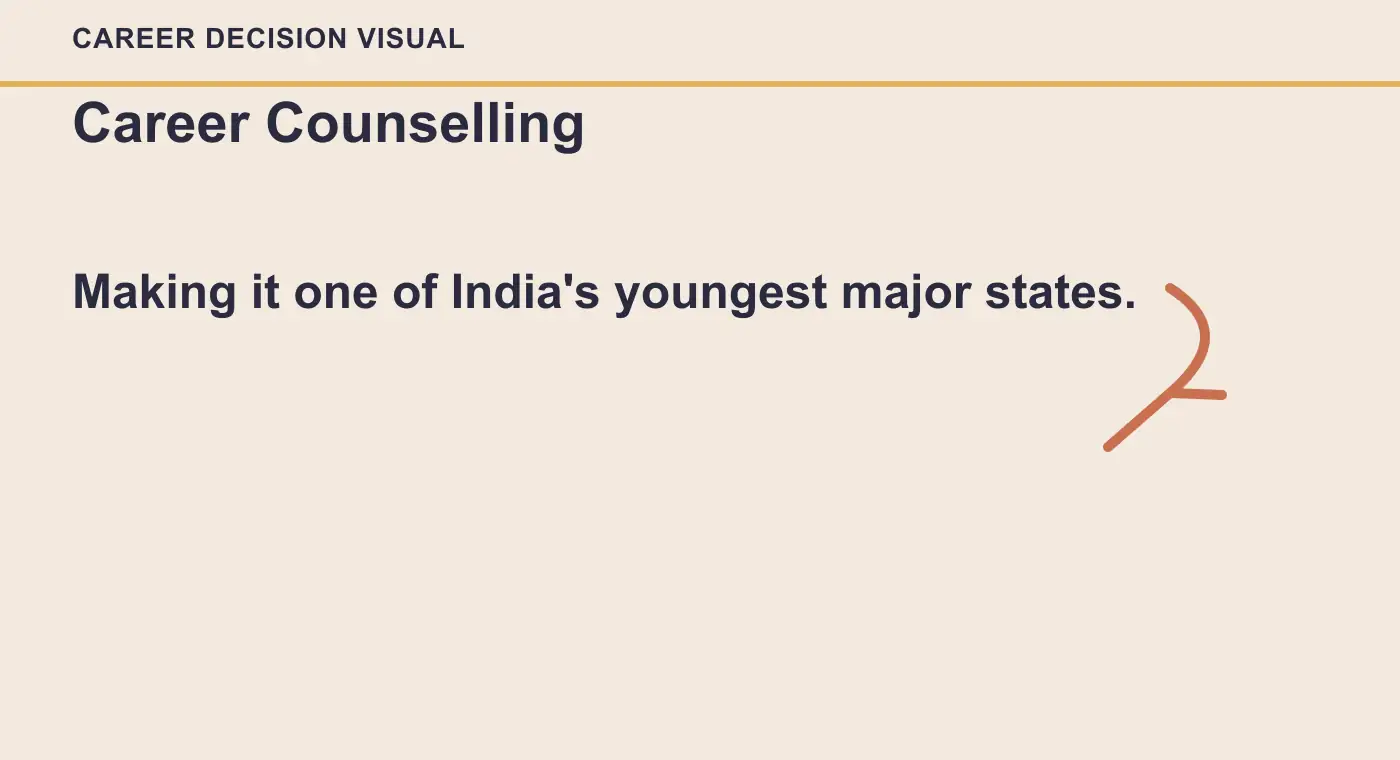 CAREER DECISION VISUAL
Career Counselling
Making it one of India's youngest major states.